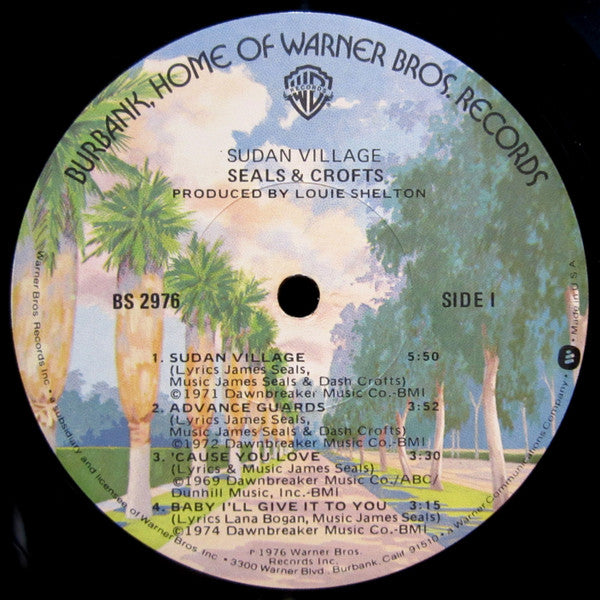 BURBANK, HOME OF WARNER BROS. RECORDS
WB
RECORDS
SUDAN VILLAGE
SEALS & CROFTS
PRODUCED BY LOUIE SHELTON
BS 2976
SIDE I
1. SUDAN VILLAGE 5:50
(Lyrics James Seals,
Music James Seals & Dash Crofts)
©1971 Dawnbreaker Music Co.-BMI
2. ADVANCE GUARDS 3:52
(Lyrics James Seals,
Music James Seals & Dash Crofts)
©1972 Dawnbreaker Music Co.-BMI
3. 'CAUSE YOU LOVE 3:30
(Lyrics & Music James Seals)
©1969 Dawnbreaker Music Co./ABC/
Dunhill Music, Inc.-BMI
4. BABY I'LL GIVE IT TO YOU 3:15
(Lyrics Lana Bogan, Music James Seals)
©1974 Dawnbreaker Music Co.-BMI
P 1976 Warner Bros.
Records Inc.
Warner Bros. Records Inc. • a subsidiary and licensee of Warner Bros. Inc. • 3300 Warner Blvd., Burbank, Calif. 91510 • a Warner Communications Company. • Made in U.S.A.